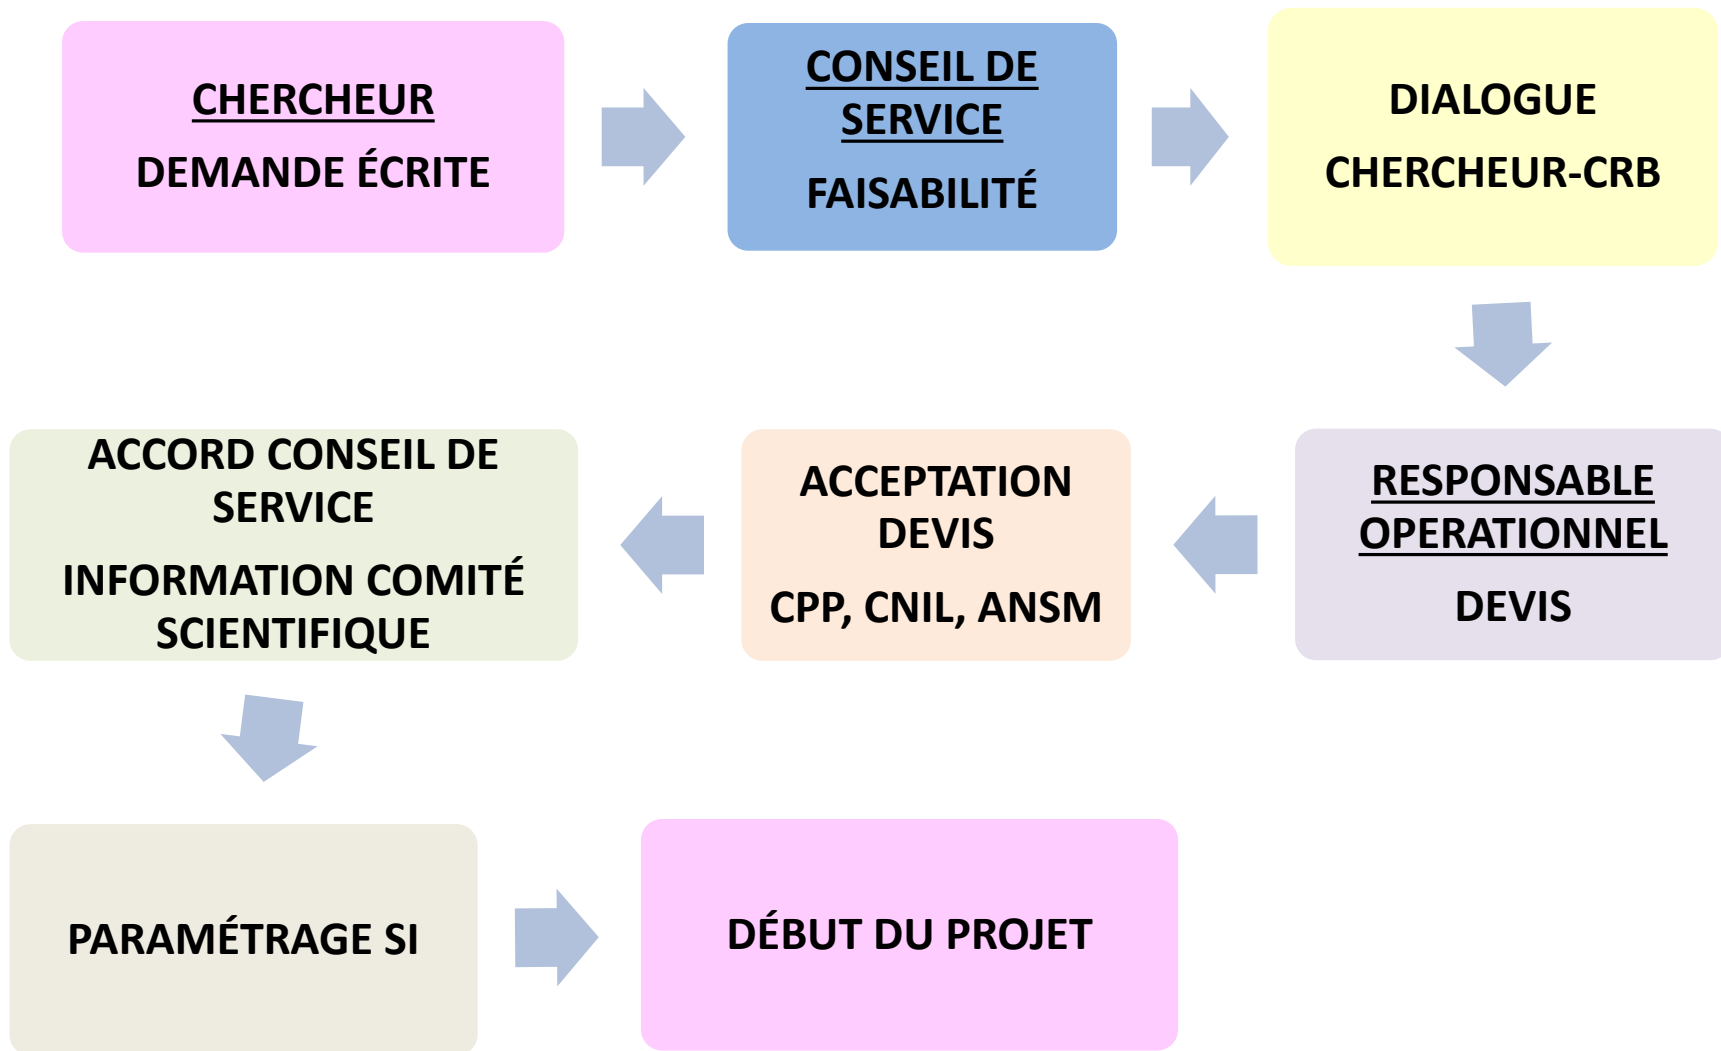 CHERCHEUR
DEMANDE ÉCRITE
CONSEIL DE
SERVICE
FAISABILITÉ
DIALOGUE
CHERCHEUR-CRB
RESPONSABLE
OPERATIONNEL
DEVIS
ACCEPTATION
DEVIS
CPP, CNIL, ANSM
ACCORD CONSEIL DE
SERVICE
INFORMATION COMITÉ
SCIENTIFIQUE
PARAMÉTRAGE SI
DÉBUT DU PROJET